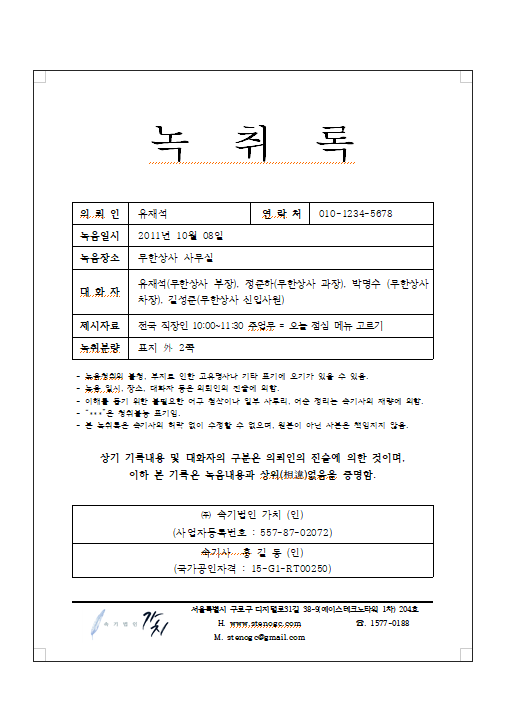 녹 취 록
의 뢰 인 유재석 연 락 처 010-1234-5678
녹음일시 2011년 10월 08일
녹음장소 무한상사 사무실
대 화 자 유재석(무한상사 부장), 정준하(무한상사 과장), 박명수 (무한상사
차장), 길성준(무한상사 신입사원)
제시자료 전국 직장인 10:00~11:30 주업무 = 오늘 점심 메뉴 고르기
녹취분량 표지 外 2쪽
- 녹음청취의 불청, 부지로 인한 고유명사나 기타 표기에 오기가 있을 수 있음.
- 녹음 일시, 장소, 대화자 등은 의뢰인의 진술에 의함.
- 이해를 돕기 위한 불필요한 어구 첨삭이나 일부 사투리, 어순 정리는 속기사의 재량에 의함.
- "***"은 청취불능 표기임.
- 본 녹취록은 속기사의 허락 없이 수정할 수 없으며, 원본이 아닌 사본은 책임지지 않음.
상기 기록내용 및 대화자의 구분은 의뢰인의 진술에 의한 것이며,
이하 본 기록은 녹음내용과 상위(相違)없음을 증명함.
㈜ 속기법인 가치 (인)
(사업자등록번호 : 557-87-02072)
속기사 홍 길 동 (인)
(국가공인자격 : 15-G1-RT00250)
서울특별시 구로구 디지털로31길 38-9(에이스테크노타워 1차) 204호
속기법인 가치
H. www.stenogc.com ☎. 1577-0188
M. stenogc@gmail.com